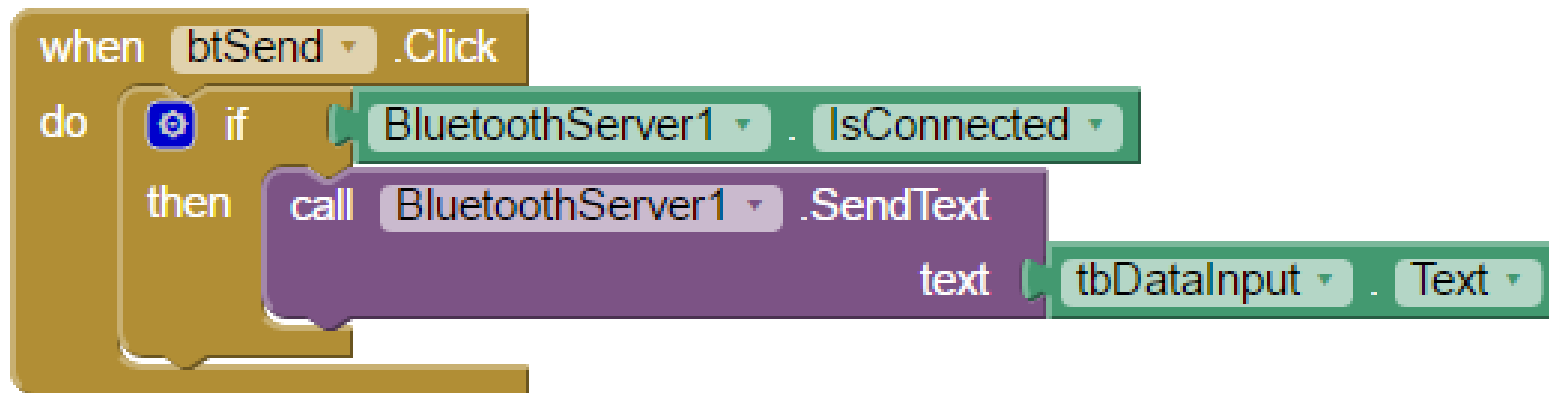 when btSend .Click
do if BluetoothServer1 . IsConnected
then call BluetoothServer1 .SendText
text tbDataInput . Text